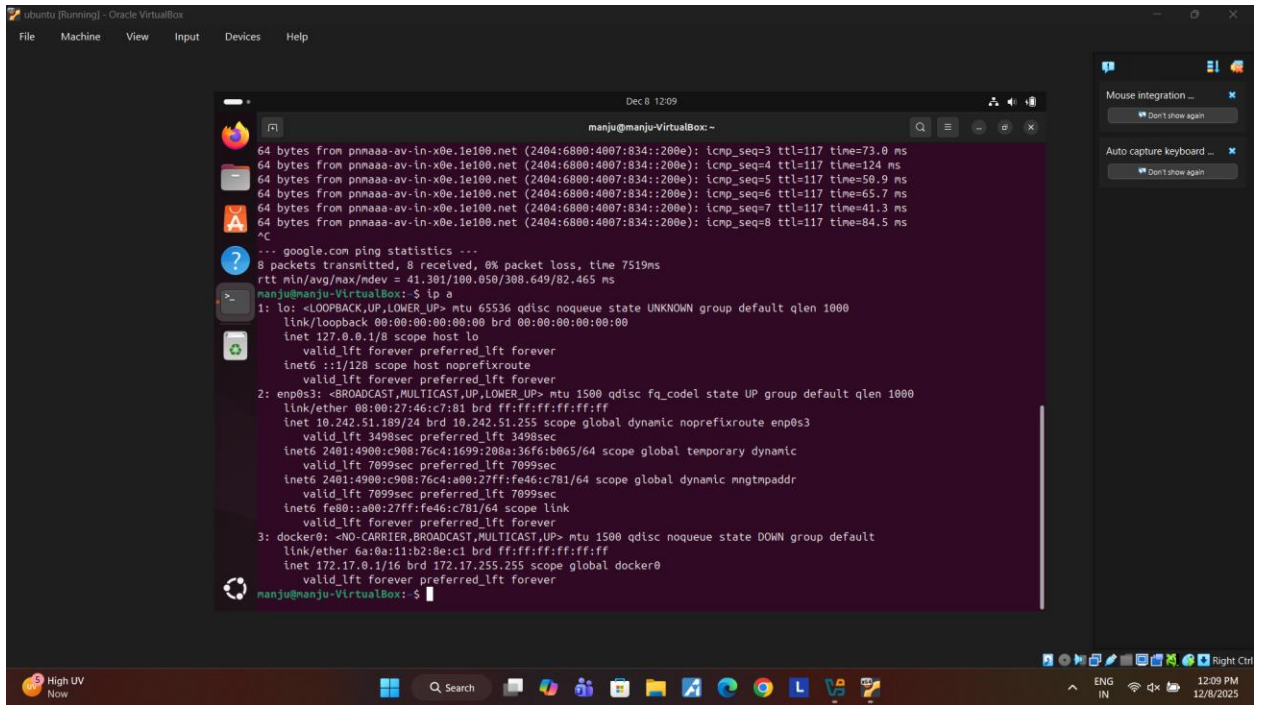 ubuntu [Running] - Oracle VirtualBox
File Machine View Input Devices Help
Dec 8 12:09
manju@manju-VirtualBox: ~
64 bytes from pnmaaa-av-in-x0e.1e100.net (2404:6800:4007:834::200e): icmp_seq=3 ttl=117 time=73.0 ms
64 bytes from pnmaaa-av-in-x0e.1e100.net (2404:6800:4007:834::200e): icmp_seq=4 ttl=117 time=124 ms
64 bytes from pnmaaa-av-in-x0e.1e100.net (2404:6800:4007:834::200e): icmp_seq=5 ttl=117 time=50.9 ms
64 bytes from pnmaaa-av-in-x0e.1e100.net (2404:6800:4007:834::200e): icmp_seq=6 ttl=117 time=65.7 ms
64 bytes from pnmaaa-av-in-x0e.1e100.net (2404:6800:4007:834::200e): icmp_seq=7 ttl=117 time=41.3 ms
64 bytes from pnmaaa-av-in-x0e.1e100.net (2404:6800:4007:834::200e): icmp_seq=8 ttl=117 time=84.5 ms
^C
--- google.com ping statistics ---
8 packets transmitted, 8 received, 0% packet loss, time 7519ms
rtt min/avg/max/mdev = 41.301/100.050/308.649/82.465 ms
manju@manju-VirtualBox:~$ ip a
1: lo: <LOOPBACK,UP,LOWER_UP> mtu 65536 qdisc noqueue state UNKNOWN group default qlen 1000
link/loopback 00:00:00:00:00:00 brd 00:00:00:00:00:00
inet 127.0.0.1/8 scope host lo
valid_lft forever preferred_lft forever
inet6 ::1/128 scope host noprefixroute
valid_lft forever preferred_lft forever
2: enp0s3: <BROADCAST,MULTICAST,UP,LOWER_UP> mtu 1500 qdisc fq_codel state UP group default qlen 1000
link/ether 08:00:27:46:c7:81 brd ff:ff:ff:ff:ff:ff
inet 10.242.51.189/24 brd 10.242.51.255 scope global dynamic noprefixroute enp0s3
valid_lft 3498sec preferred_lft 3498sec
inet6 2401:4900:c908:76c4:1699:208a:36f6:b065/64 scope global temporary dynamic
valid_lft 7099sec preferred_lft 7099sec
inet6 2401:4900:c908:76c4:a00:27ff:fe46:c781/64 scope global dynamic mngtmpaddr
valid_lft 7099sec preferred_lft 7099sec
inet6 fe80::a00:27ff:fe46:c781/64 scope link
valid_lft forever preferred_lft forever
3: docker0: <NO-CARRIER,BROADCAST,MULTICAST,UP> mtu 1500 qdisc noqueue state DOWN group default
link/ether 6a:0a:11:b2:8e:c1 brd ff:ff:ff:ff:ff:ff
inet 172.17.0.1/16 brd 172.17.255.255 scope global docker0
valid_lft forever preferred_lft forever
manju@manju-VirtualBox:~$
Mouse integration ...
Don't show again
Auto capture keyboard ...
Don't show again
Right Ctrl
5
High UV
Now
Search
ENG
IN
12:09 PM
12/8/2025